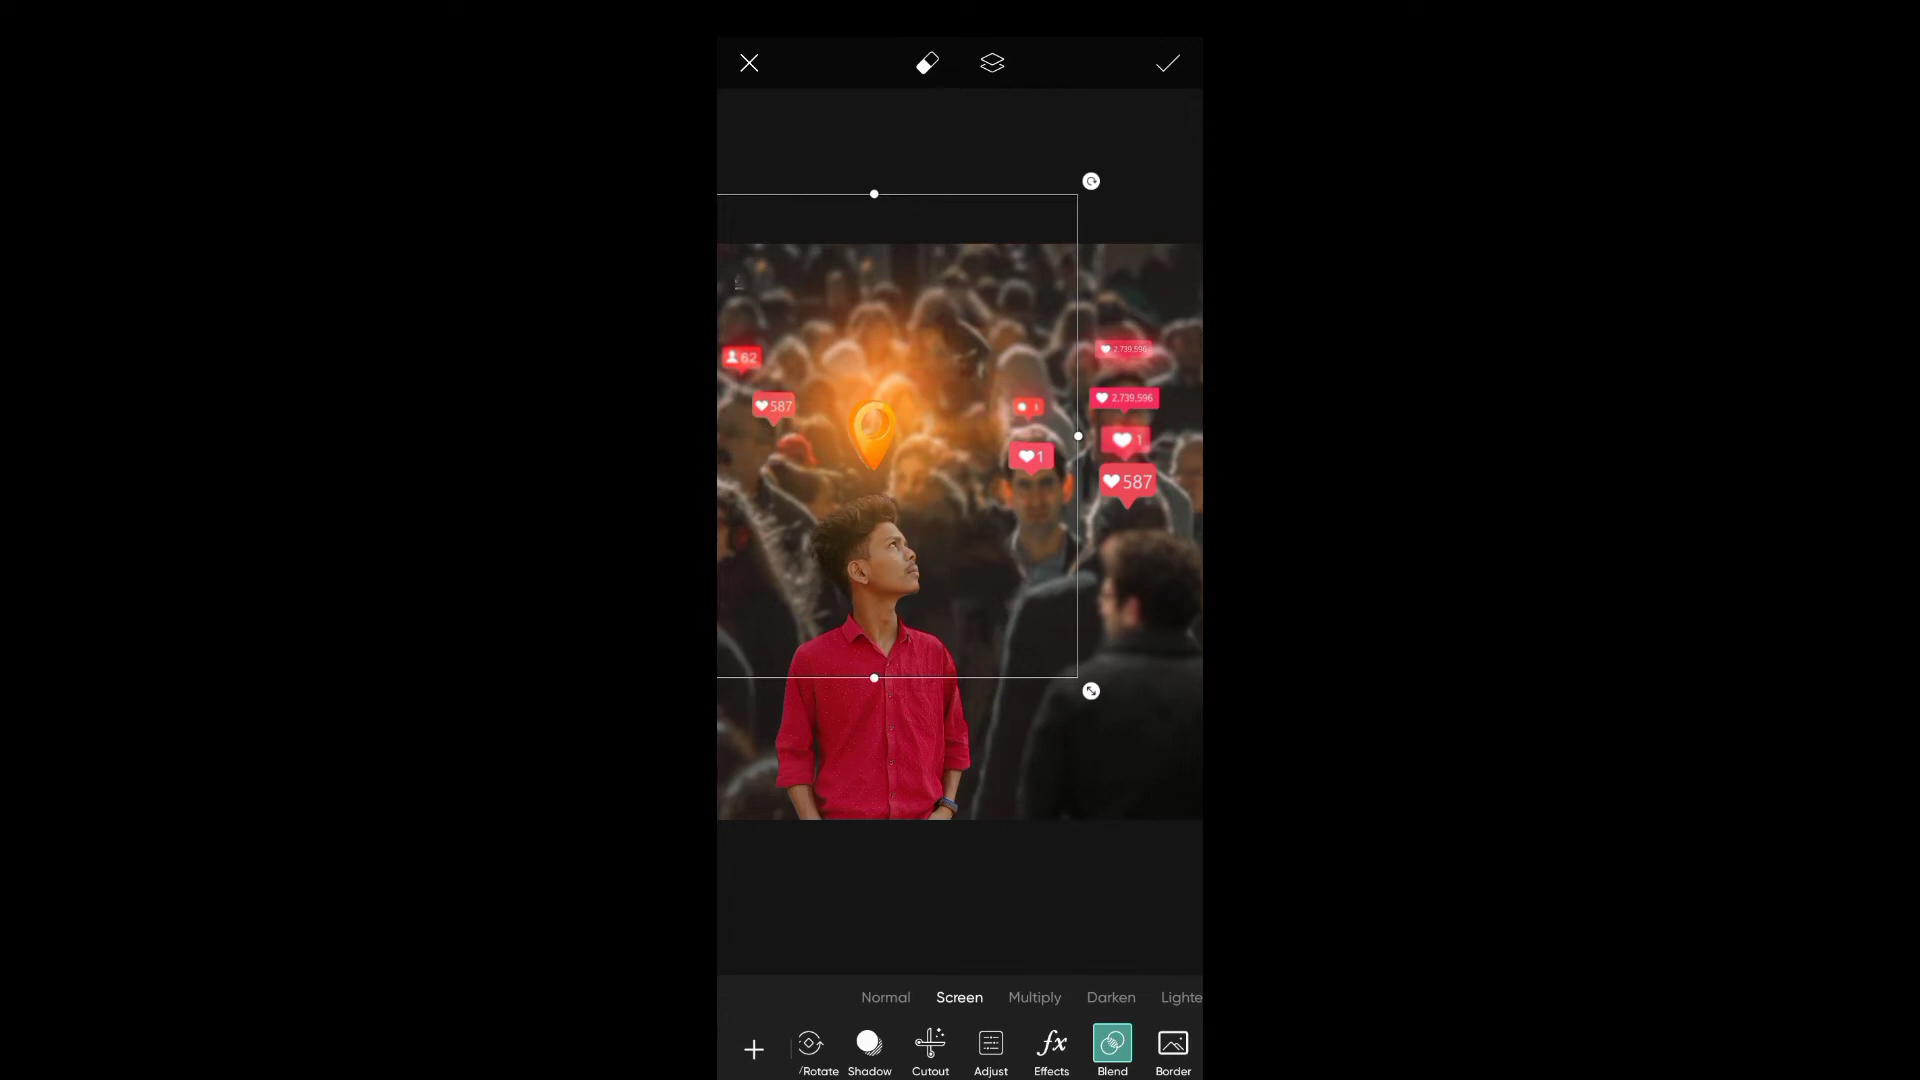 62
587
1
2,739,596
2,739,596
1
587
Normal Screen Multiply Darken Lighte
/Rotate Shadow Cutout Adjust Effects Blend Border
fx